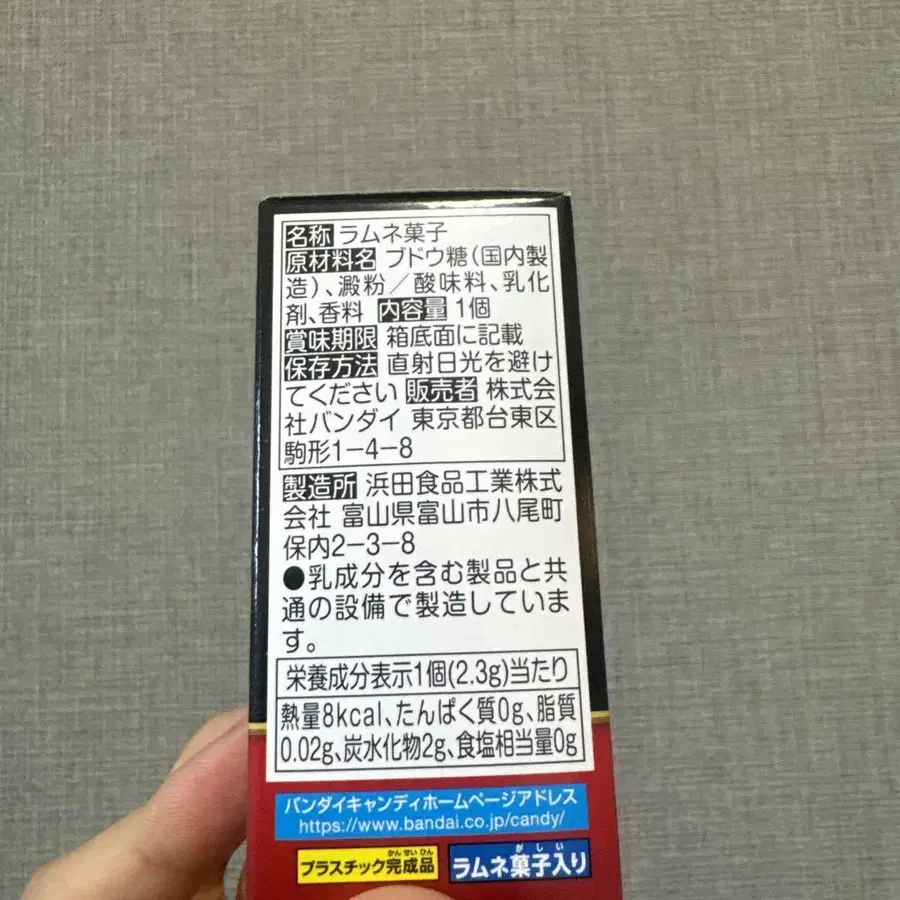 名称 ラムネ菓子
原材料名 ブドウ糖(国内製
造)、澱粉/酸味料、乳化
剤、香料 内容量 1個
賞味期限 箱底面に記載
保存方法 直射日光を避け
てください 販売者 株式会
社バンダイ 東京都台東区
駒形1-4-8
製造所 浜田食品工業株式
会社 富山県富山市八尾町
保内2-3-8
●乳成分を含む製品と共
通の設備で製造していま
す。
栄養成分表示1個(2.3g)当たり
熱量8kcal、たんぱく質0g、脂質
0.02g、炭水化物2g、食塩相当量0g
バンダイキャンディホームページアドレス
https://www.bandai.co.jp/candy/
かんせいひん
プラスチック完成品
がしい
ラムネ菓子入り